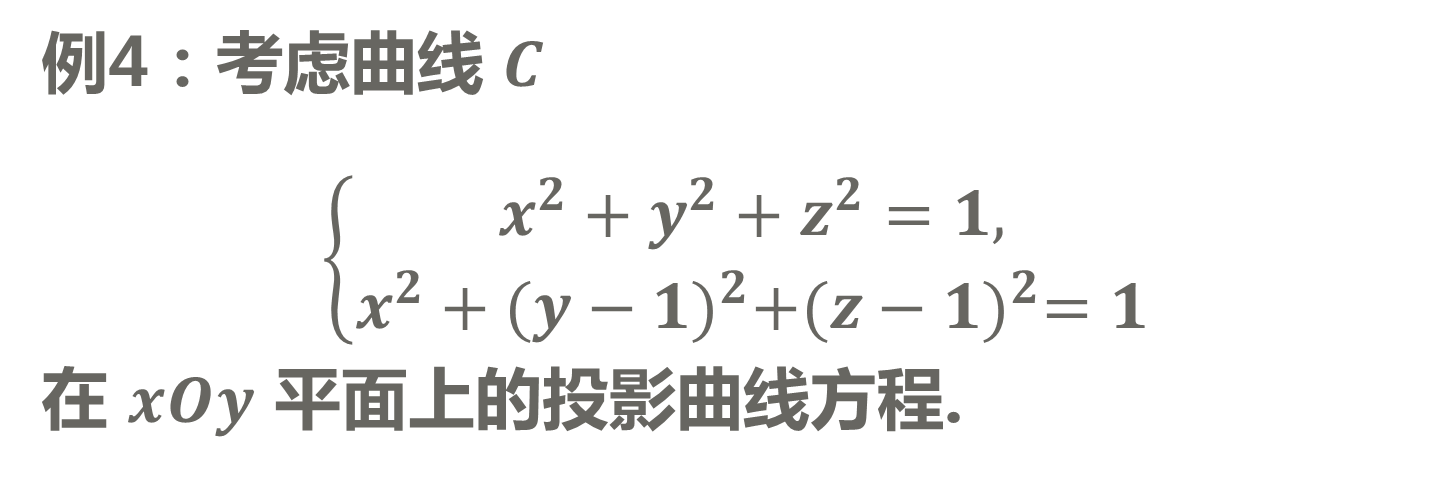 例4：考虑曲线 C
x² + y² + z² = 1,
x² + (y − 1)²+(z − 1)²= 1
在 xOy 平面上的投影曲线方程.